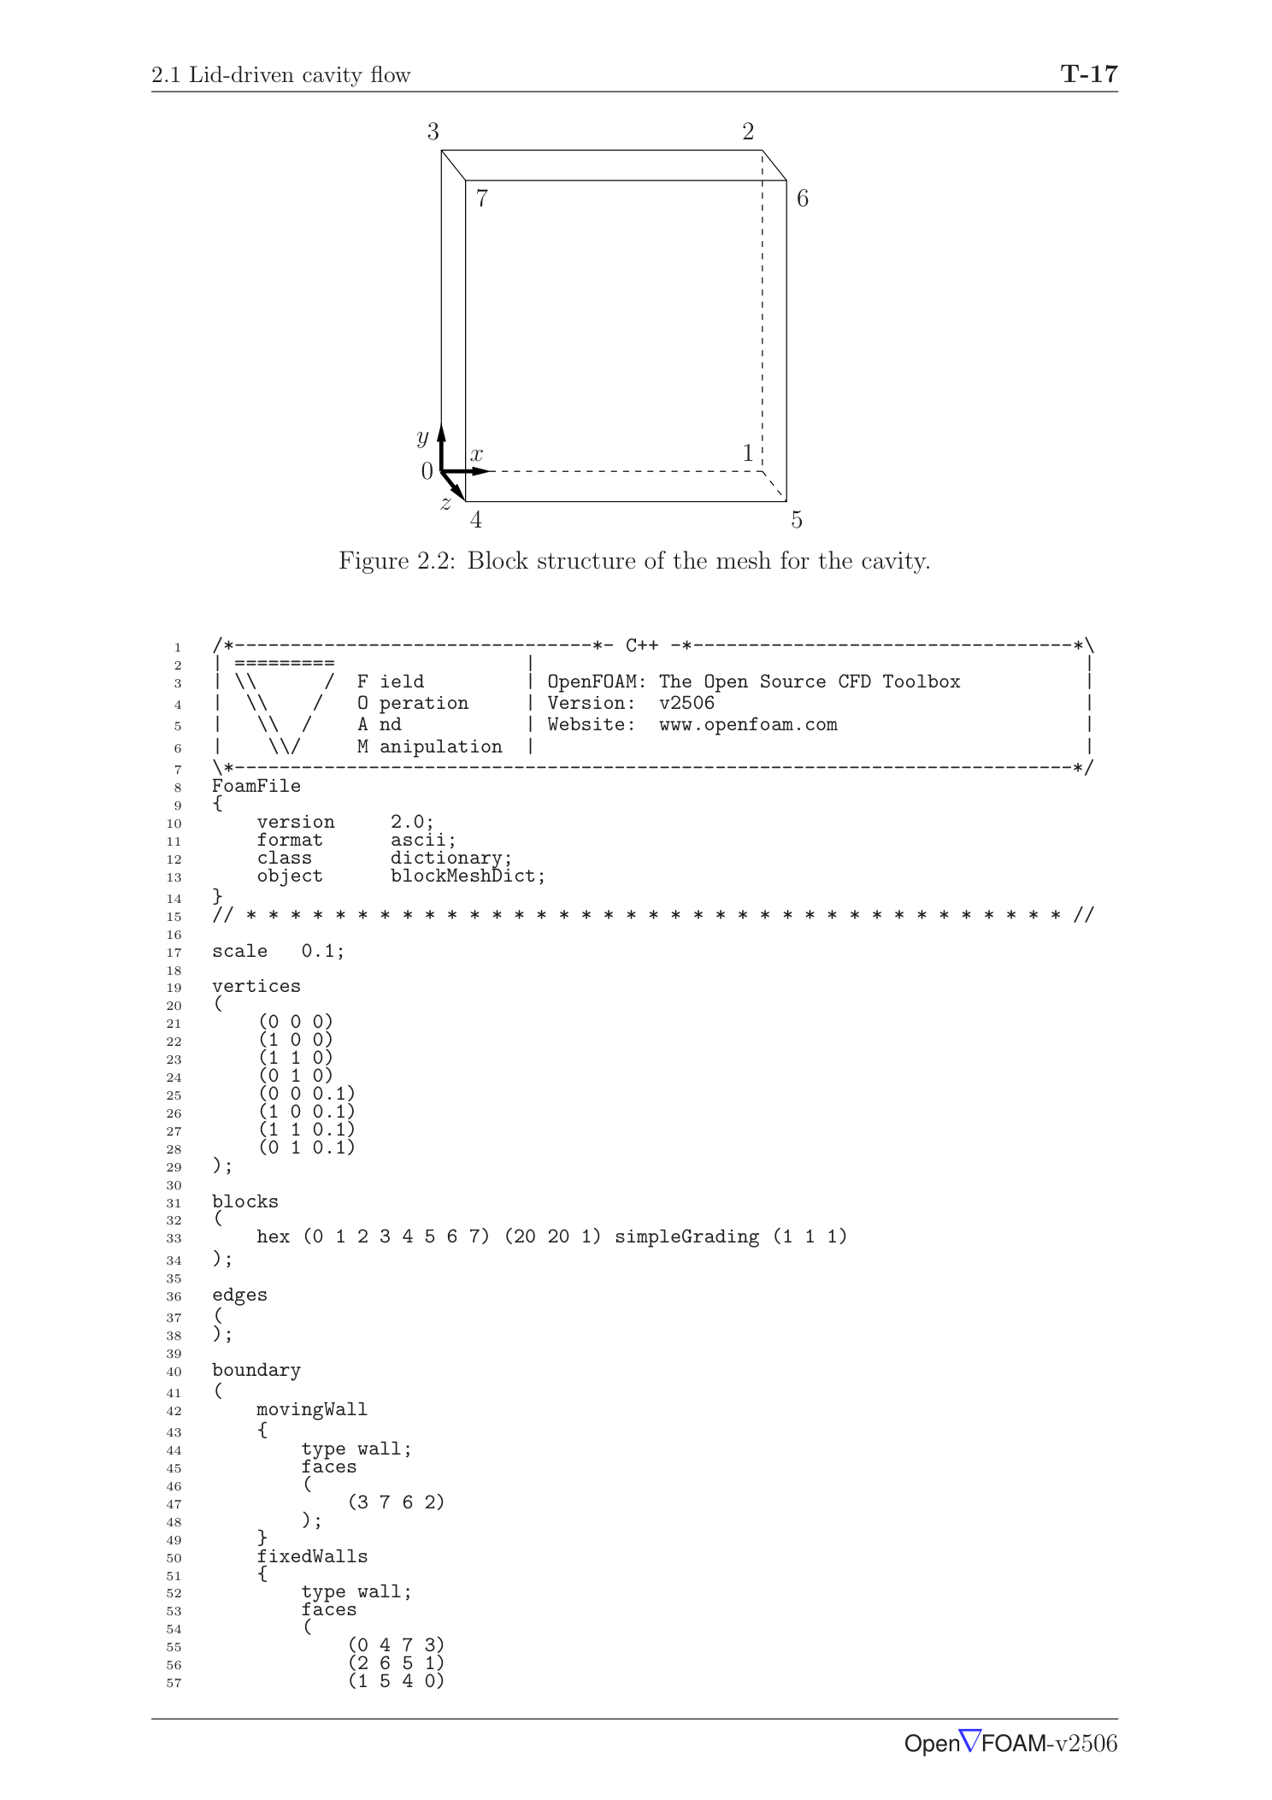 2.1 Lid-driven cavity flow T-17
3 2
7 6
y
x 1
0
z
4 5
Figure 2.2: Block structure of the mesh for the cavity.
1 /*--------------------------------*- C++ -*----------------------------------*\
2 | ========= | |
3 | \\ / F ield | OpenFOAM: The Open Source CFD Toolbox |
4 | \\ / O peration | Version: v2506 |
5 | \\ / A nd | Website: www.openfoam.com |
6 | \\/ M anipulation | |
7 \*---------------------------------------------------------------------------*/
8 FoamFile
9 {
10 version 2.0;
11 format ascii;
12 class dictionary;
13 object blockMeshDict;
14 }
15 // * * * * * * * * * * * * * * * * * * * * * * * * * * * * * * * * * * * * * //
16
17 scale 0.1;
18
19 vertices
20 (
21 (0 0 0)
22 (1 0 0)
23 (1 1 0)
24 (0 1 0)
25 (0 0 0.1)
26 (1 0 0.1)
27 (1 1 0.1)
28 (0 1 0.1)
29 );
30
31 blocks
32 (
33 hex (0 1 2 3 4 5 6 7) (20 20 1) simpleGrading (1 1 1)
34 );
35
36 edges
37 (
38 );
39
40 boundary
41 (
42 movingWall
43 {
44 type wall;
45 faces
46 (
47 (3 7 6 2)
48 );
49 }
50 fixedWalls
51 {
52 type wall;
53 faces
54 (
55 (0 4 7 3)
56 (2 6 5 1)
57 (1 5 4 0)
Open∇FOAM-v2506